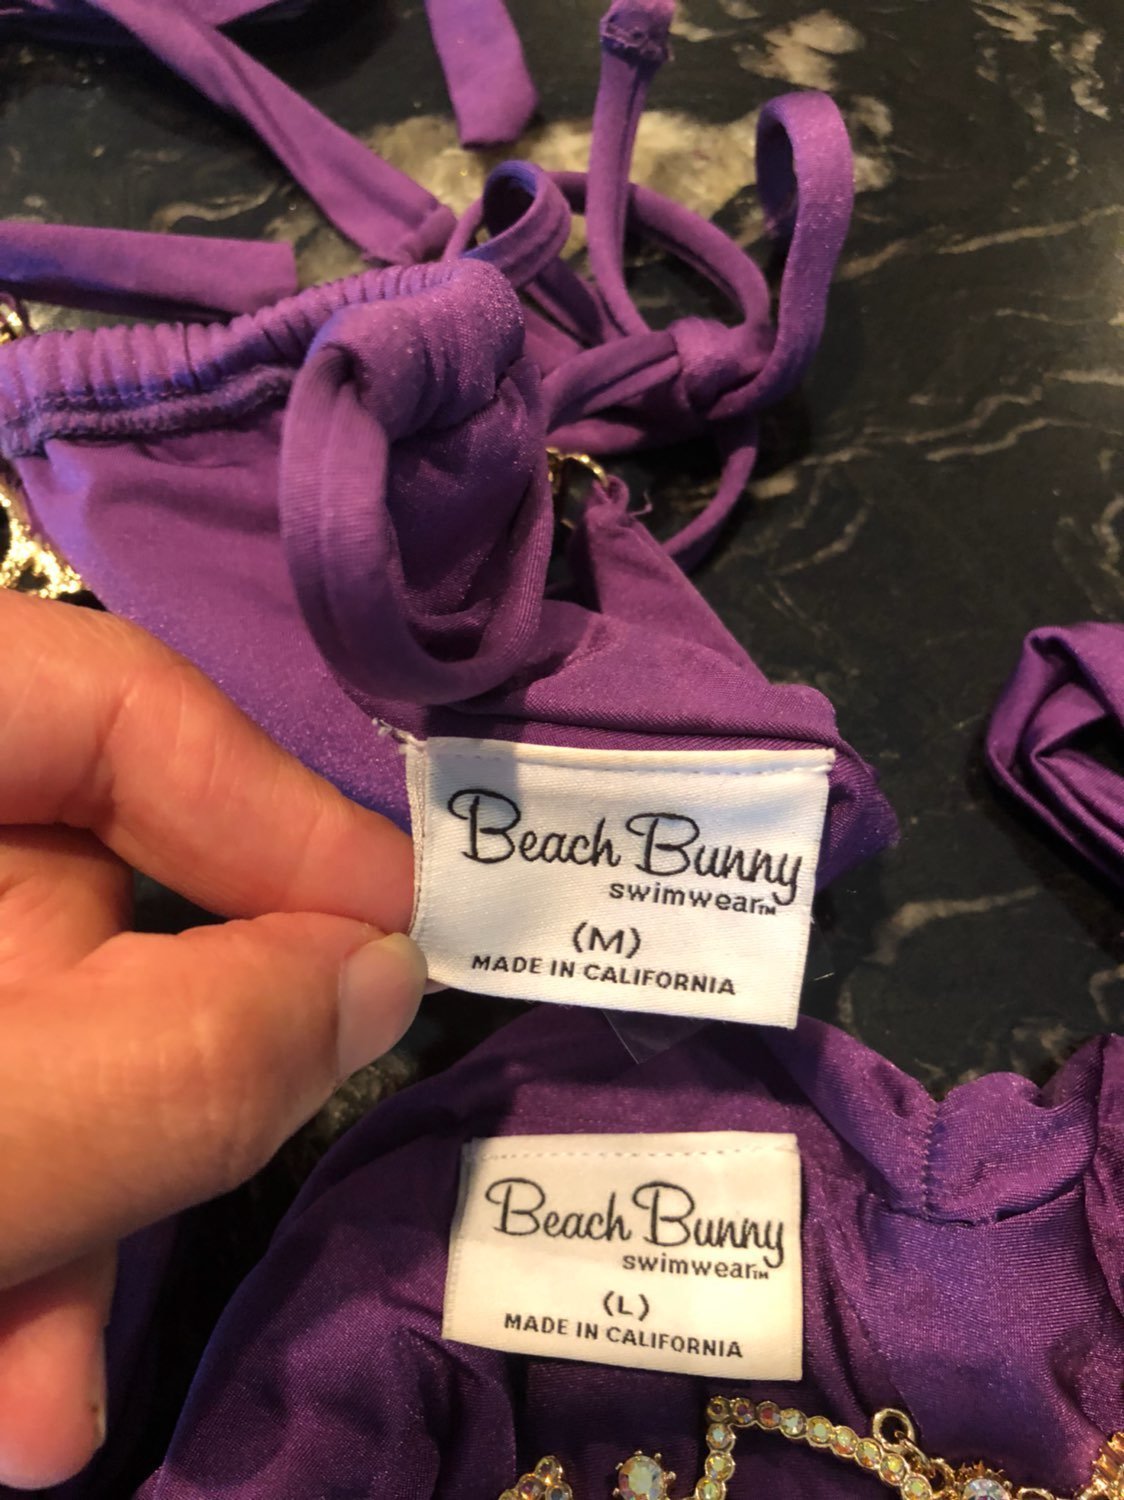 Beach Bunny
swimwear™
(M)
MADE IN CALIFORNIA
Beach Bunny
swimwear™
(L)
MADE IN CALIFORNIA